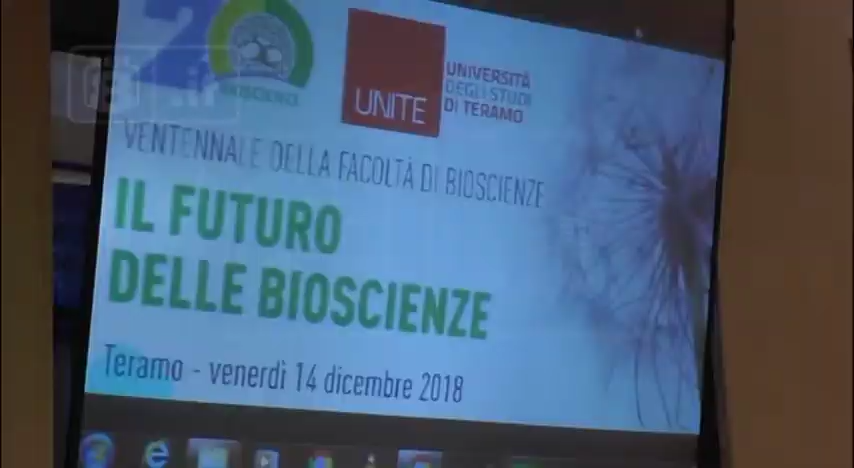 20
BIOSCIENZE
UNITE
UNIVERSITÀ
DEGLI STUDI
DI TERAMO
VENTENNALE DELLA FACOLTÀ DI BIOSCIENZE
IL FUTURO
DELLE BIOSCIENZE
Teramo - venerdì 14 dicembre 2018